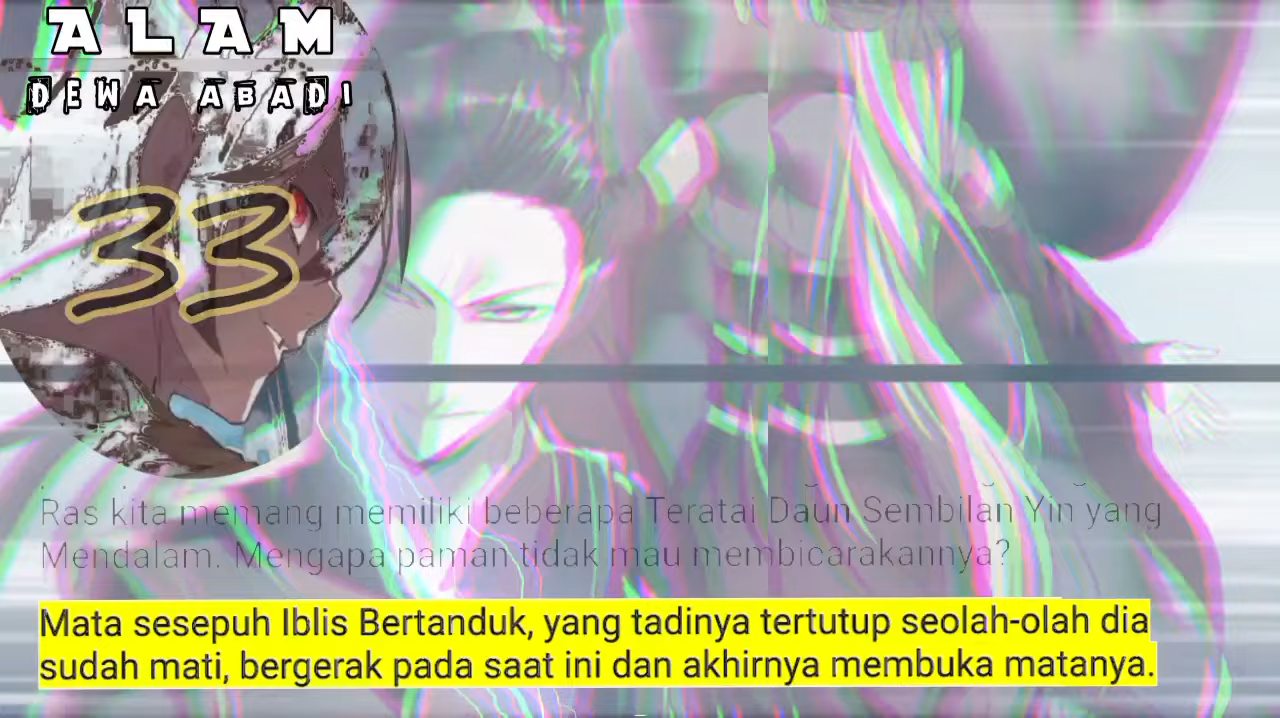 ALAM
DEWA ABADI
33
Ras kita memang memiliki beberapa Teratai Daun Sembilan Yin yang
Mendalam. Mengapa paman tidak mau membicarakannya?
Mata sesepuh Iblis Bertanduk, yang tadinya tertutup seolah-olah dia
sudah mati, bergerak pada saat ini dan akhirnya membuka matanya.